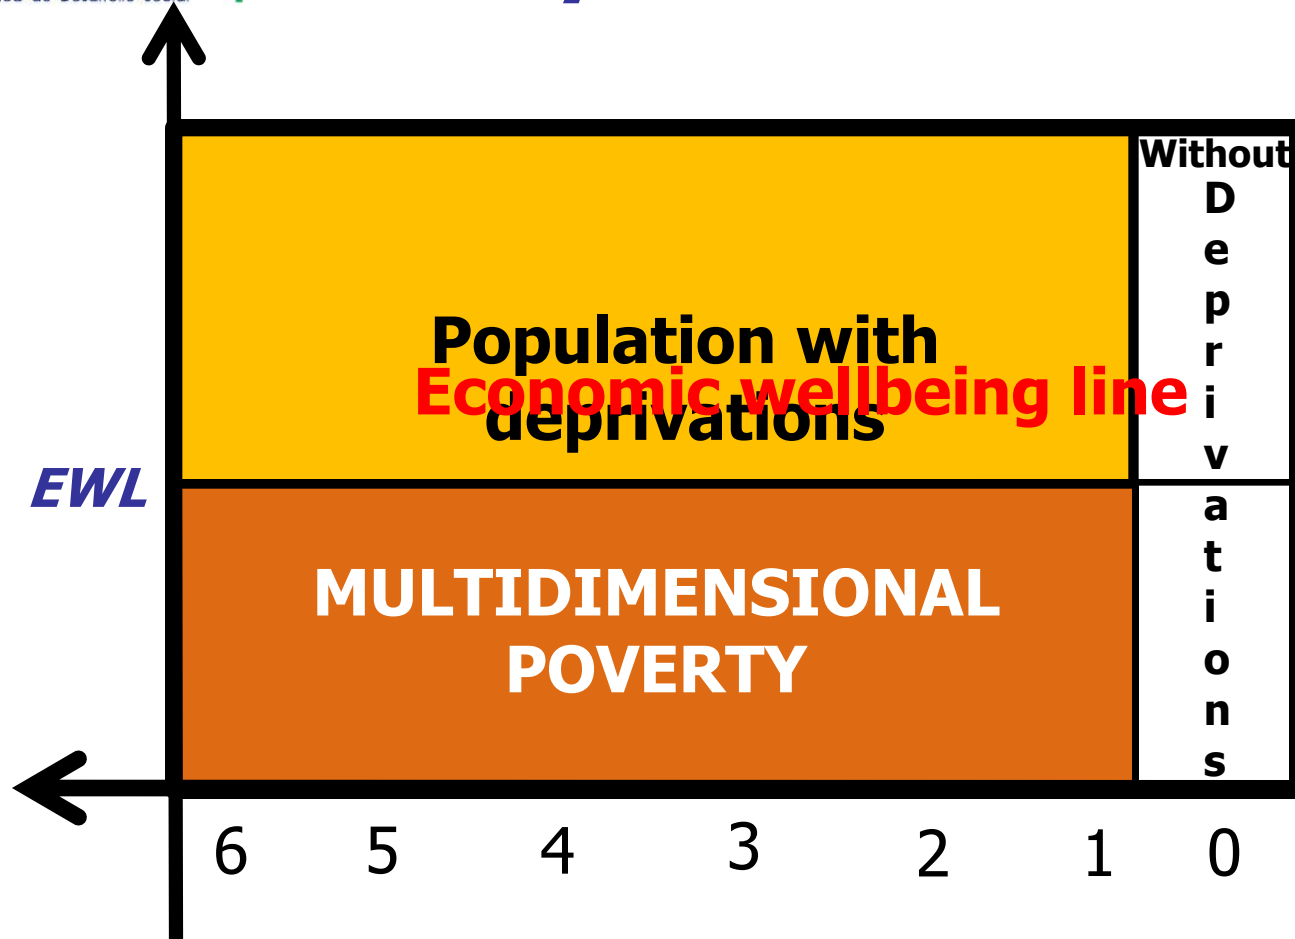 Without
D
e
p
r
i
v
a
t
i
o
n
s
Population with
deprivations
Economic wellbeing line
EWL
MULTIDIMENSIONAL
POVERTY
6 5 4 3 2 1 0